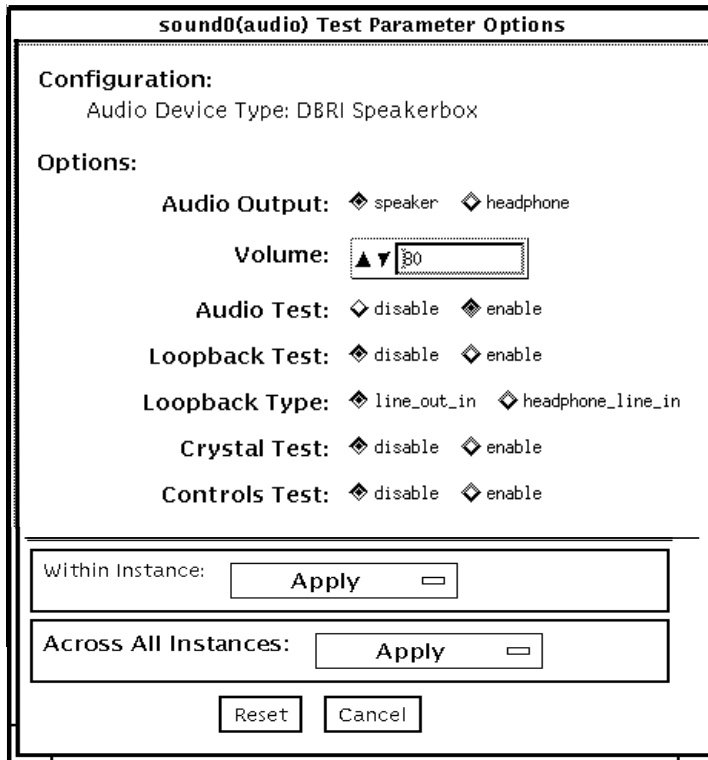 sound0(audio) Test Parameter Options
Configuration:
Audio Device Type: DBRI Speakerbox
Options:
Audio Output: speaker headphone
Volume: 80
Audio Test: disable enable
Loopback Test: disable enable
Loopback Type: line_out_in headphone_line_in
Crystal Test: disable enable
Controls Test: disable enable
Within Instance: Apply
Across All Instances: Apply
Reset Cancel